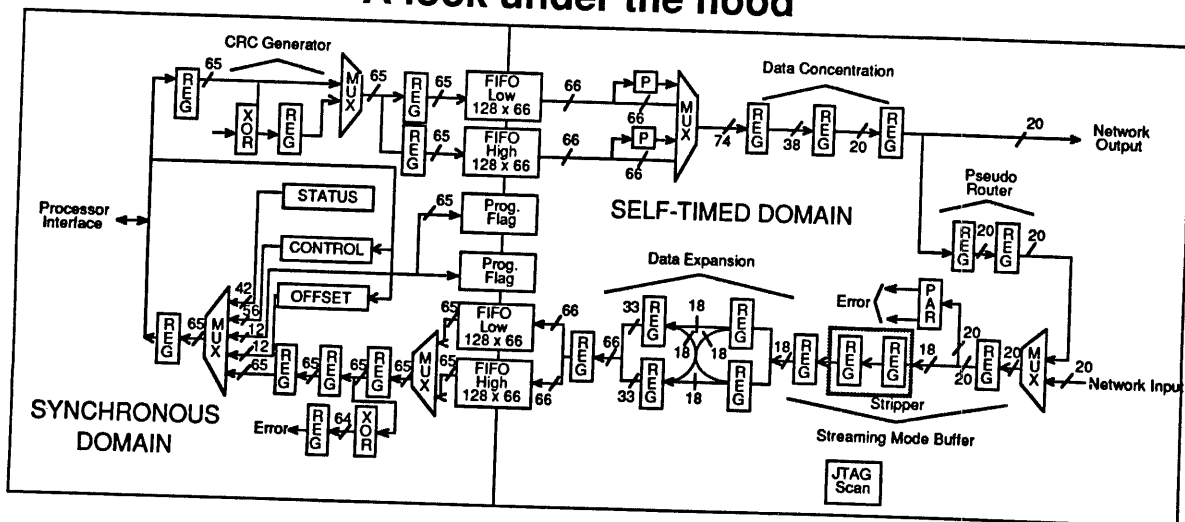 A look under the hood
CRC Generator
REG
65
XOR
REG
MUX
65
REG
65
FIFO
Low
128 x 66
66
P
66
REG
65
FIFO
High
128 x 66
66
P
66
MUX
74
Data Concentration
REG
38
REG
20
REG
20
Network
Output
Processor
Interface
STATUS
CONTROL
OFFSET
65
Prog.
Flag
Prog.
Flag
SELF-TIMED DOMAIN
Pseudo
Router
REG
20
REG
20
REG
65
MUX
42
56
12
12
65
REG
65
REG
65
REG
65
MUX
65
65
FIFO
Low
128 x 66
66
FIFO
High
128 x 66
66
REG
66
Data Expansion
33
33
REG
REG
18
18
18
18
REG
REG
18
REG
REG
REG
Stripper
18
Error
PAR
20
20
REG
20
MUX
20
Network Input
Streaming Mode Buffer
SYNCHRONOUS
DOMAIN
Error
REG
64
XOR
JTAG
Scan